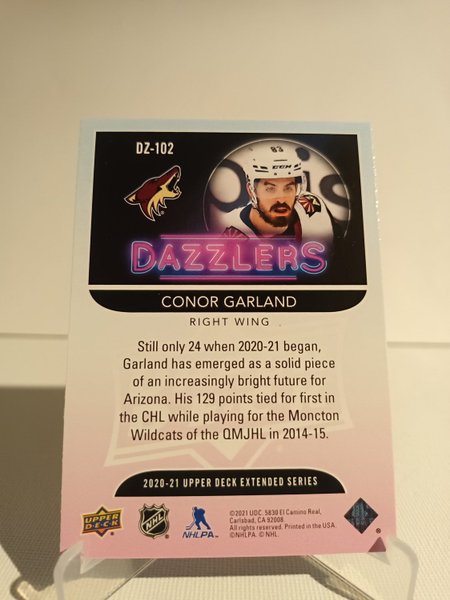 DZ-102
83
CCM
DAZZLERS
CONOR GARLAND
RIGHT WING
Still only 24 when 2020-21 began,
Garland has emerged as a solid piece
of an increasingly bright future for
Arizona. His 129 points tied for first in
the CHL while playing for the Moncton
Wildcats of the QMJHL in 2014-15.
2020-21 UPPER DECK EXTENDED SERIES
UPPER DECK
NHL
NHLPA
©2021 UDC. 5830 El Camino Real,
Carlsbad, CA 92008.
All rights reserved. Printed in the USA.
©NHLPA. © NHL.